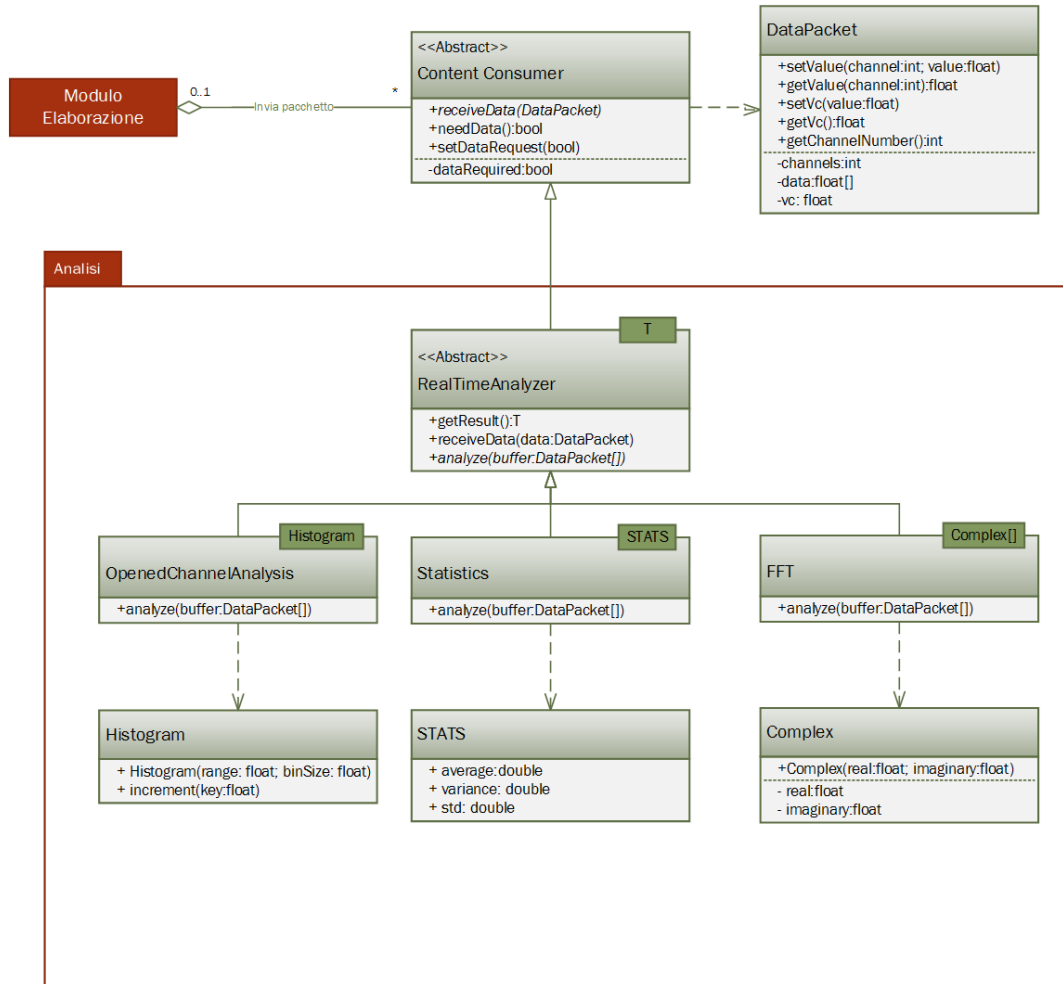 Modulo
Elaborazione
0..1
Invia pacchetto
*
<<Abstract>>
Content Consumer
+receiveData(DataPacket)
+needData():bool
+setDataRequest(bool)
-dataRequired:bool
DataPacket
+setValue(channel:int; value:float)
+getValue(channel:int):float
+setVc(value:float)
+getVc():float
+getChannelNumber():int
-channels:int
-data:float[]
-vc: float
Analisi
T
<<Abstract>>
RealTimeAnalyzer
+getResult():T
+receiveData(data:DataPacket)
+analyze(buffer:DataPacket[])
Histogram
OpenedChannelAnalysis
+analyze(buffer:DataPacket[])
STATS
Statistics
+analyze(buffer:DataPacket[])
Complex[]
FFT
+analyze(buffer:DataPacket[])
Histogram
+ Histogram(range: float; binSize: float)
+ increment(key:float)
STATS
+ average:double
+ variance: double
+ std: double
Complex
+Complex(real:float; imaginary:float)
- real:float
- imaginary:float